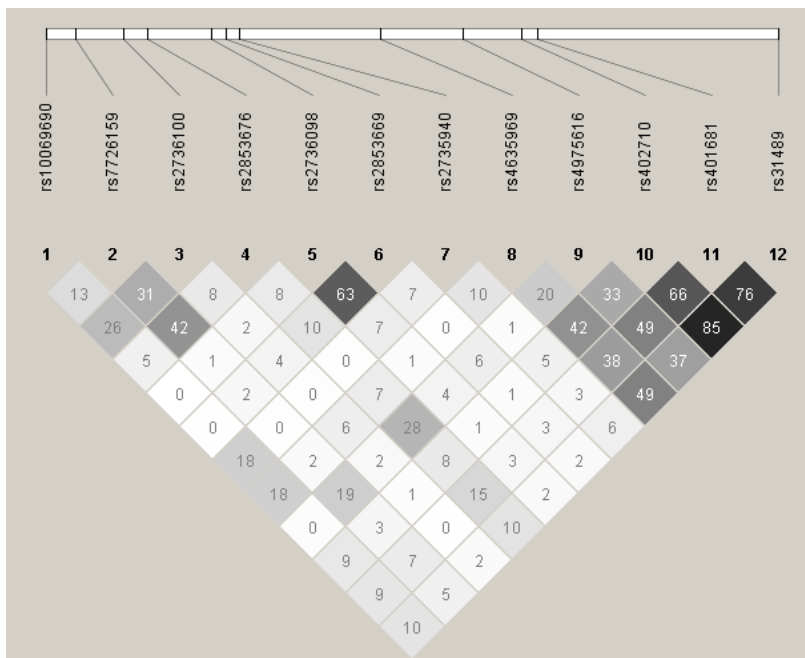 rs10069690
rs7726159
rs2736100
rs2853676
rs2736098
rs2853669
rs2735940
rs4635969
rs4975616
rs402710
rs401681
rs31489
1 2 3 4 5 6 7 8 9 10 11 12
13 31 8 8 63 7 10 20 33 66 76
26 42 2 10 7 0 1 42 49 85
5 1 4 0 1 6 5 38 37
0 2 0 7 4 1 3 49
0 0 6 28 1 3 6
18 2 2 8 3 2
18 19 1 15 2
0 3 0 10
9 7 2
9 5
10